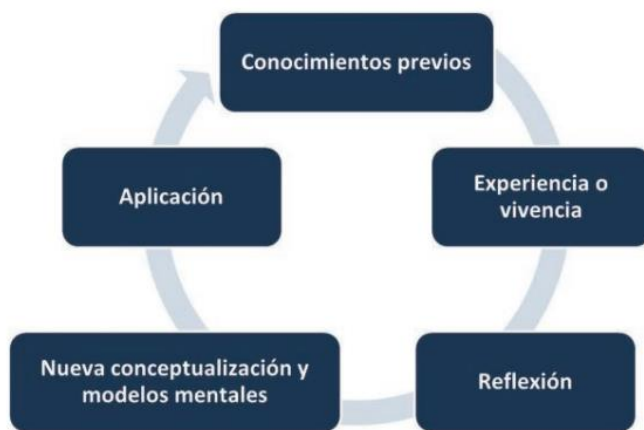 Conocimientos previos
Experiencia o
vivencia
Reflexión
Nueva conceptualización y
modelos mentales
Aplicación